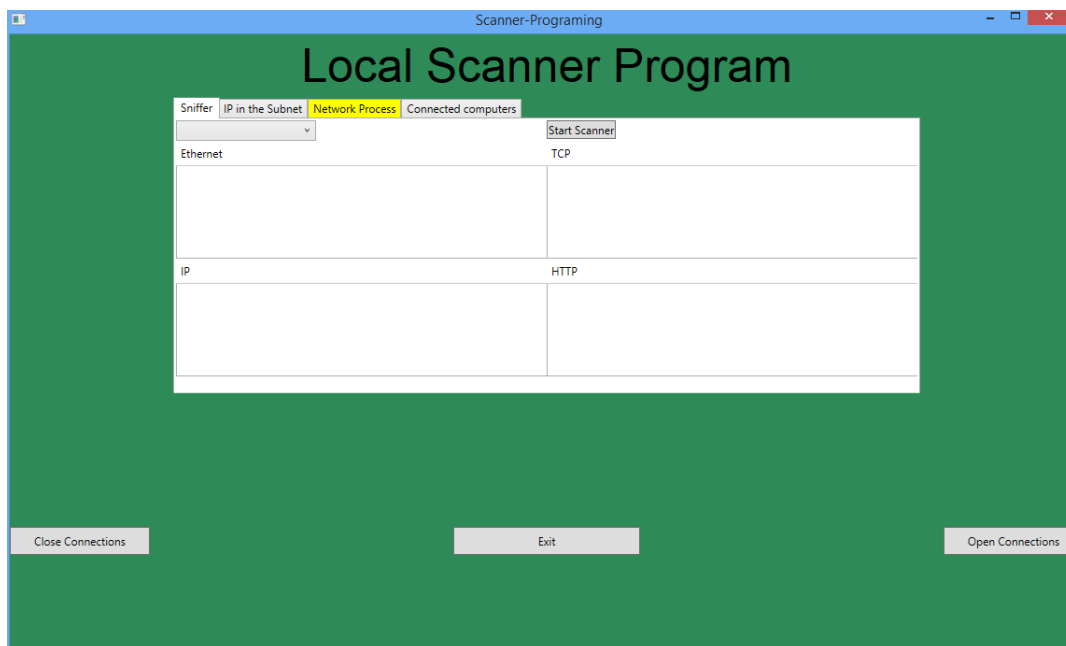 Scanner-Programing
Local Scanner Program
Sniffer IP in the Subnet Network Process Connected computers
Start Scanner
Ethernet TCP
IP HTTP
Close Connections Exit Open Connections